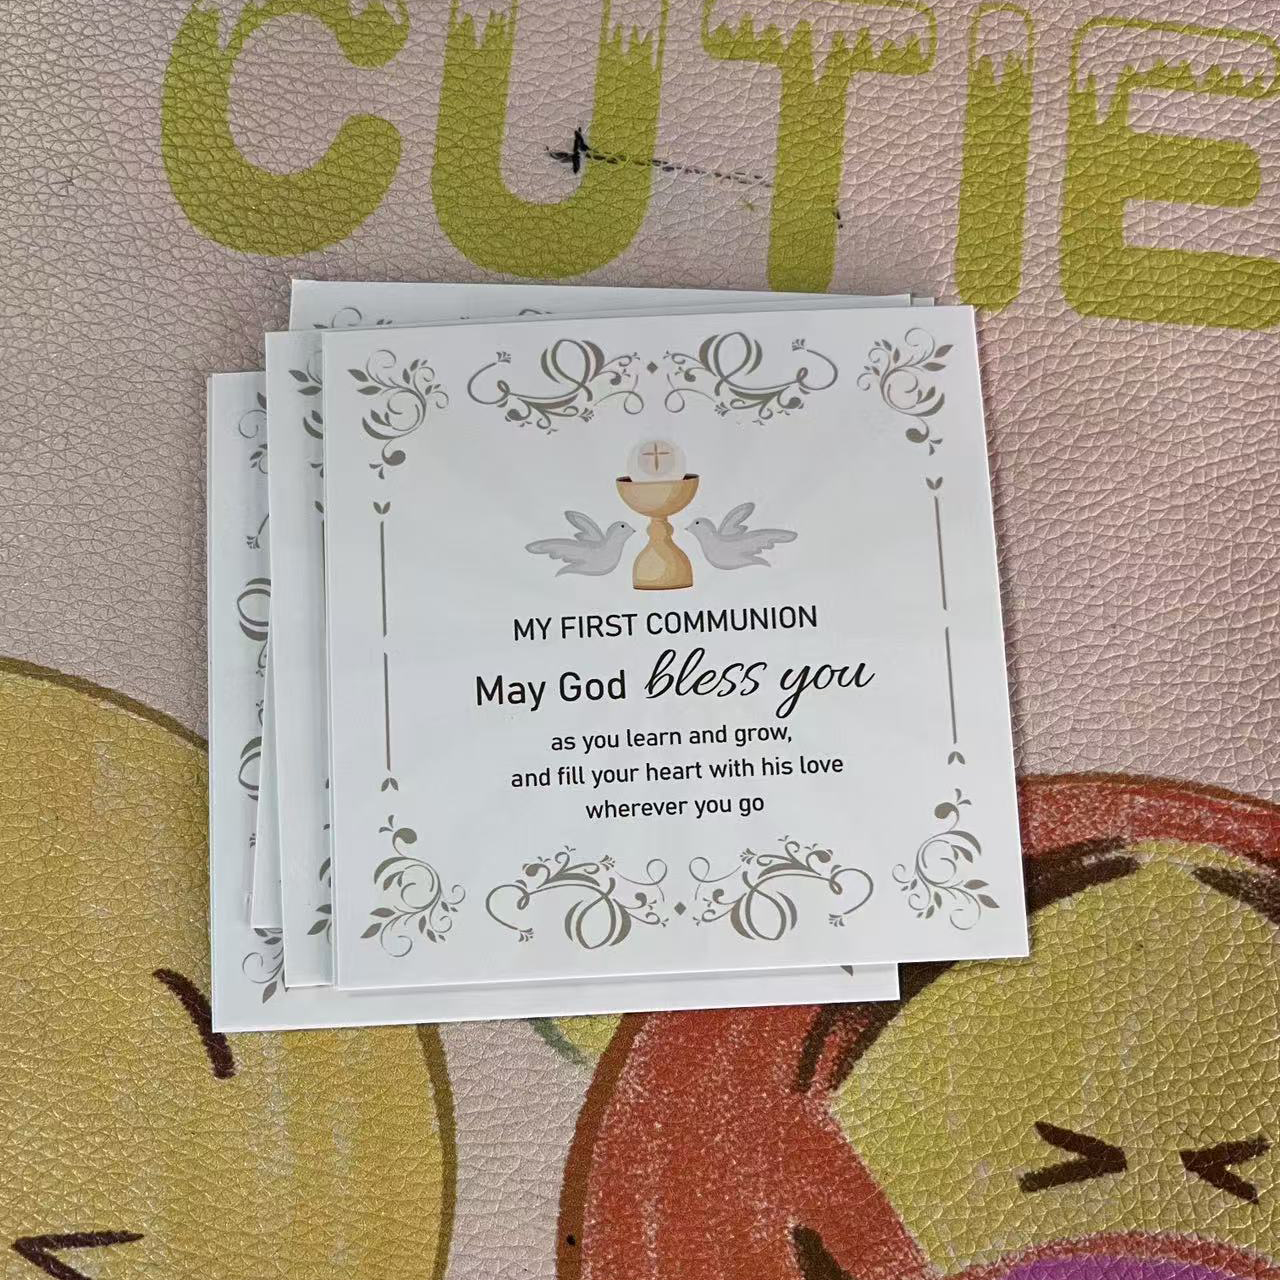 CUTIE
MY FIRST COMMUNION
May God bless you
as you learn and grow,
and fill your heart with his love
wherever you go